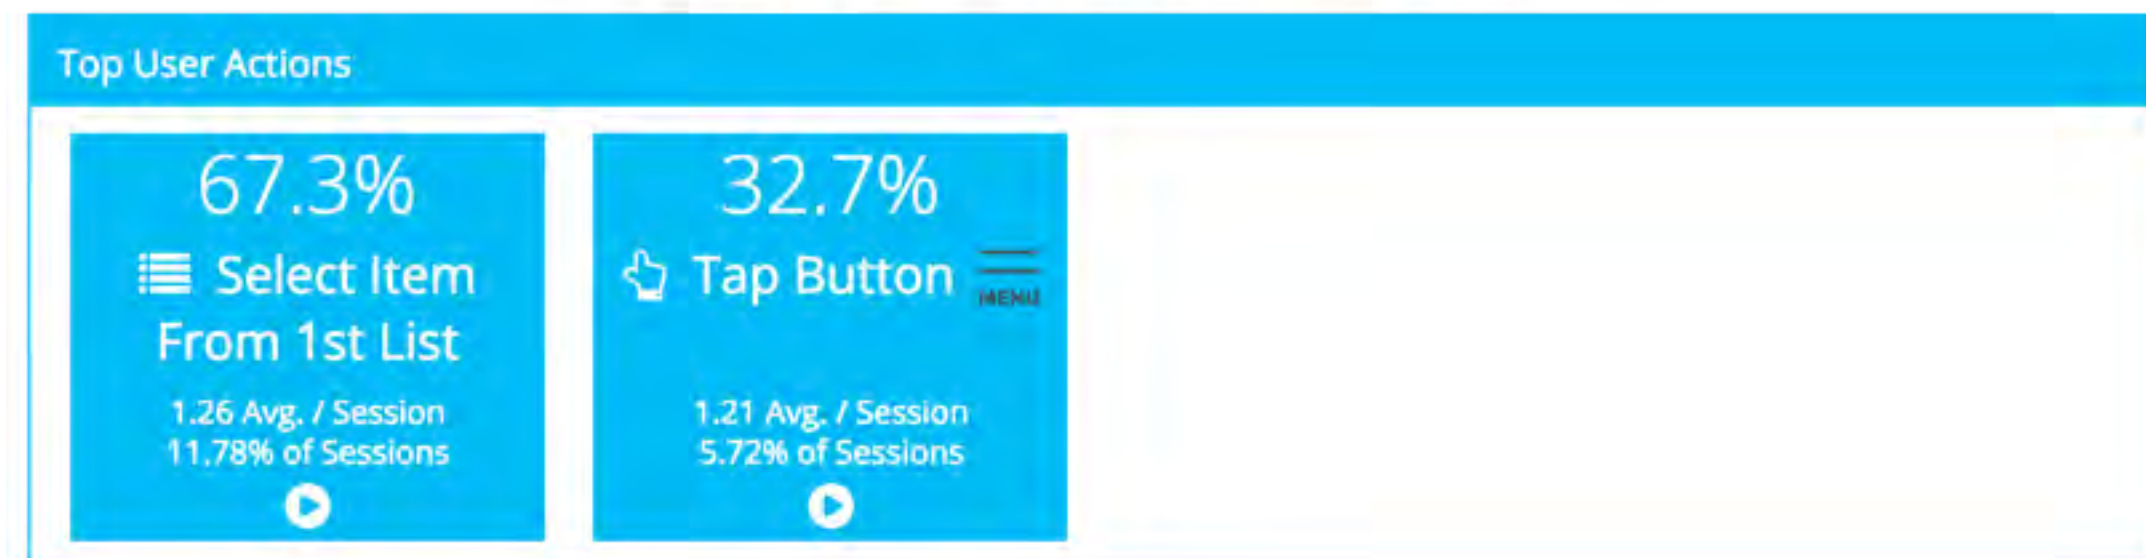 Top User Actions
67.3%
Select Item
From 1st List
1.26 Avg. / Session
11.78% of Sessions
32.7%
Tap Button
MENU
1.21 Avg. / Session
5.72% of Sessions